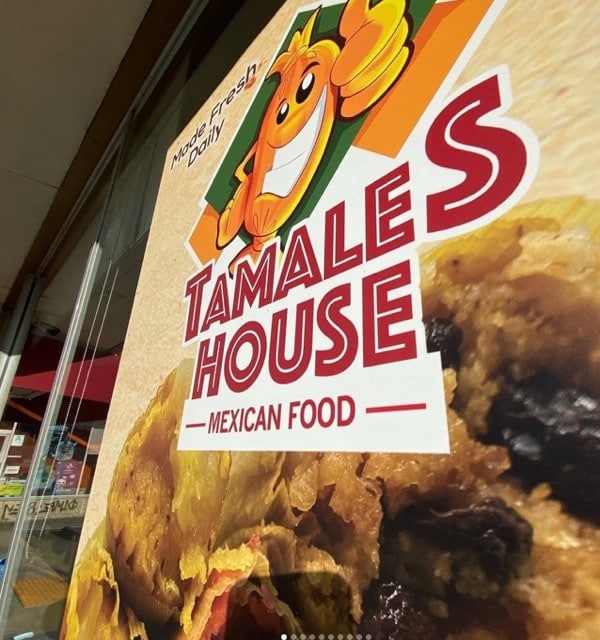 Made Fresh
Daily
TAMALES
HOUSE
MEXICAN FOOD